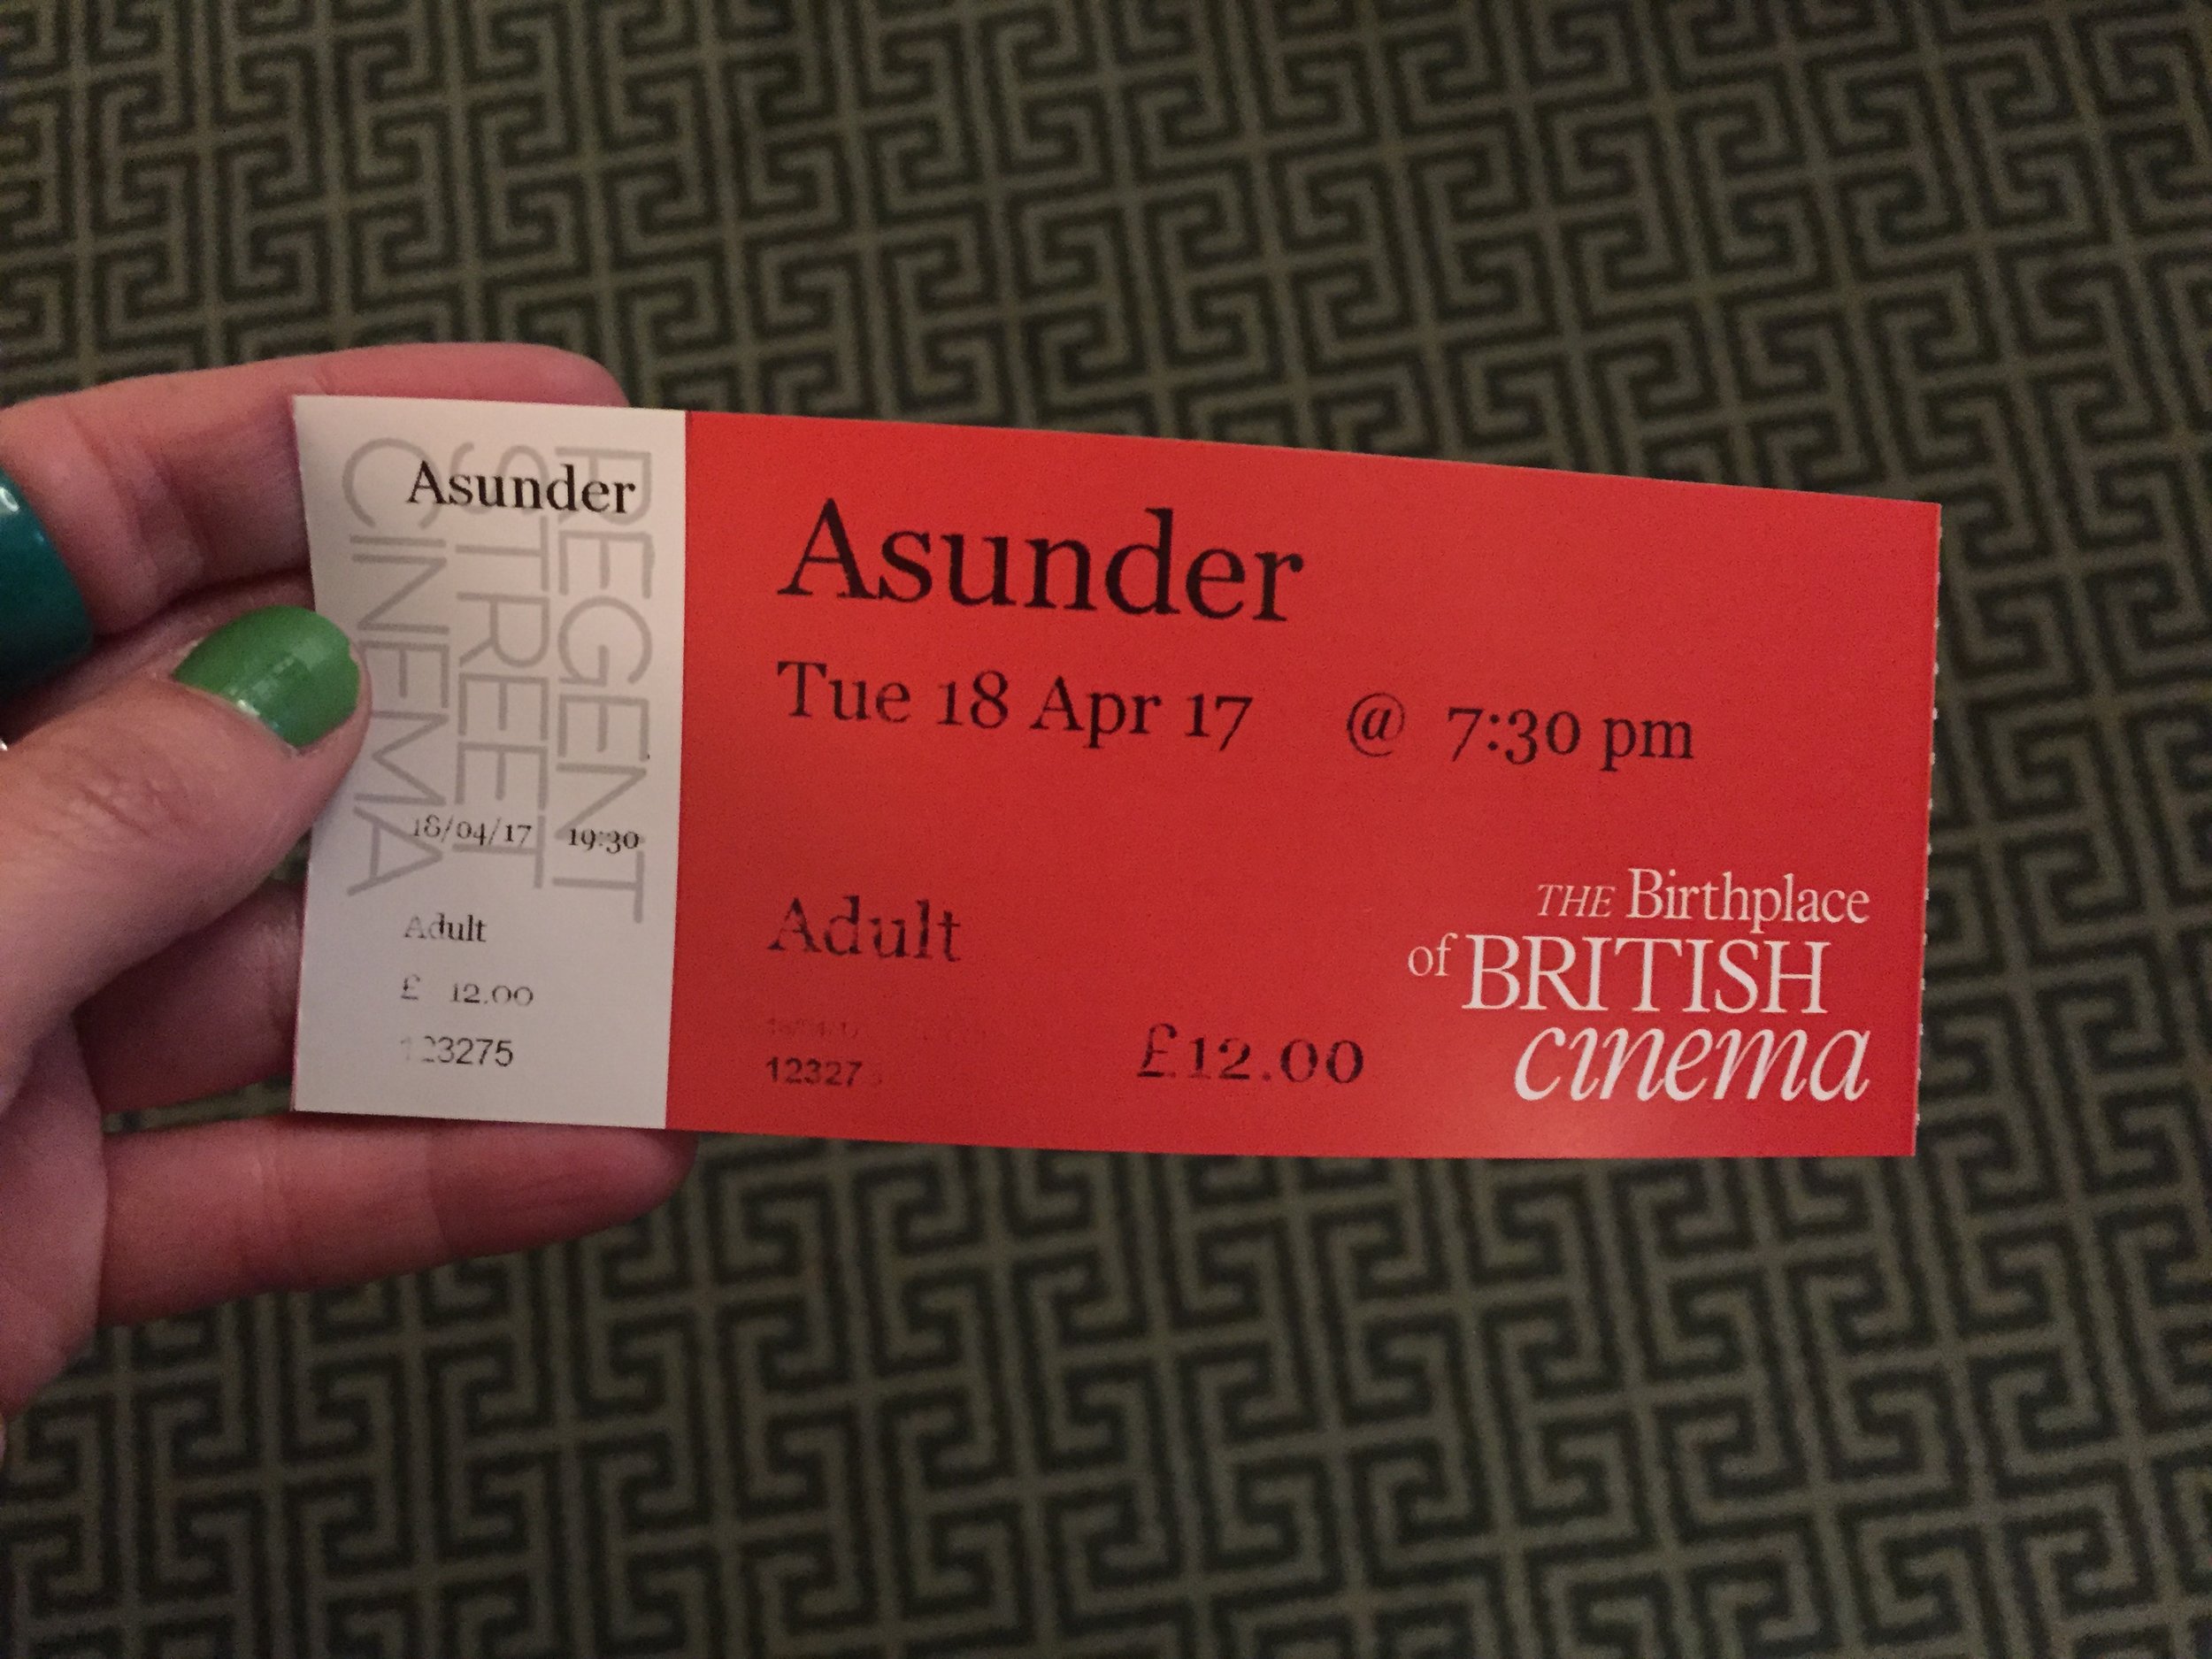 REGENT
STREET
CINEMA
Asunder
18/04/17 19:30
Adult
£ 12.00
123275
Asunder
Tue 18 Apr 17 @ 7:30 pm
Adult
12327
£12.00
THE Birthplace
of BRITISH
cinema